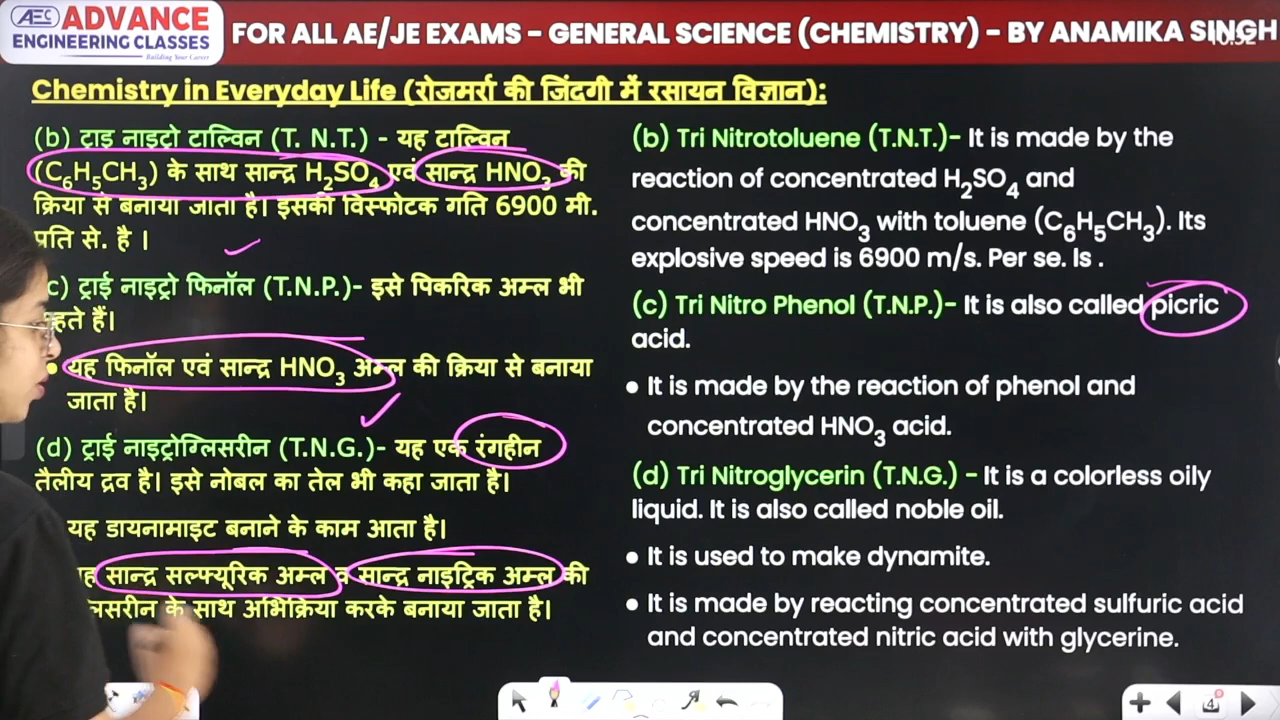 AEC ADVANCE
ENGINEERING CLASSES
Building Your Career
FOR ALL AE/JE EXAMS - GENERAL SCIENCE (CHEMISTRY) - BY ANAMIKA SINGH
Chemistry in Everyday Life (रोजमर्रा की जिंदगी में रसायन विज्ञान):
(b) ट्राइ नाइट्रो टाल्विन (T. N.T.) - यह टाल्विन
(C₆H₅CH₃) के साथ सान्द्र H₂SO₄ एवं सान्द्र HNO₃ की
क्रिया से बनाया जाता है। इसकी विस्फोटक गति 6900 मी.
प्रति से. है ।
c) ट्राई नाइट्रो फिनॉल (T.N.P.)- इसे पिकरिक अम्ल भी
हते हैं।
• यह फिनॉल एवं सान्द्र HNO₃ अम्ल की क्रिया से बनाया
जाता है।
(d) ट्राई नाइट्रोग्लिसरीन (T.N.G.)- यह एक रंगहीन
तैलीय द्रव है। इसे नोबल का तेल भी कहा जाता है।
यह डायनामाइट बनाने के काम आता है।
ह सान्द्र सल्फ्यूरिक अम्ल व सान्द्र नाइट्रिक अम्ल की
लिसरीन के साथ अभिक्रिया करके बनाया जाता है।
(b) Tri Nitrotoluene (T.N.T.)- It is made by the
reaction of concentrated H₂SO₄ and
concentrated HNO₃ with toluene (C₆H₅CH₃). Its
explosive speed is 6900 m/s. Per se. Is .
(c) Tri Nitro Phenol (T.N.P.)- It is also called picric
acid.
• It is made by the reaction of phenol and
concentrated HNO₃ acid.
(d) Tri Nitroglycerin (T.N.G.) - It is a colorless oily
liquid. It is also called noble oil.
• It is used to make dynamite.
• It is made by reacting concentrated sulfuric acid
and concentrated nitric acid with glycerine.
4